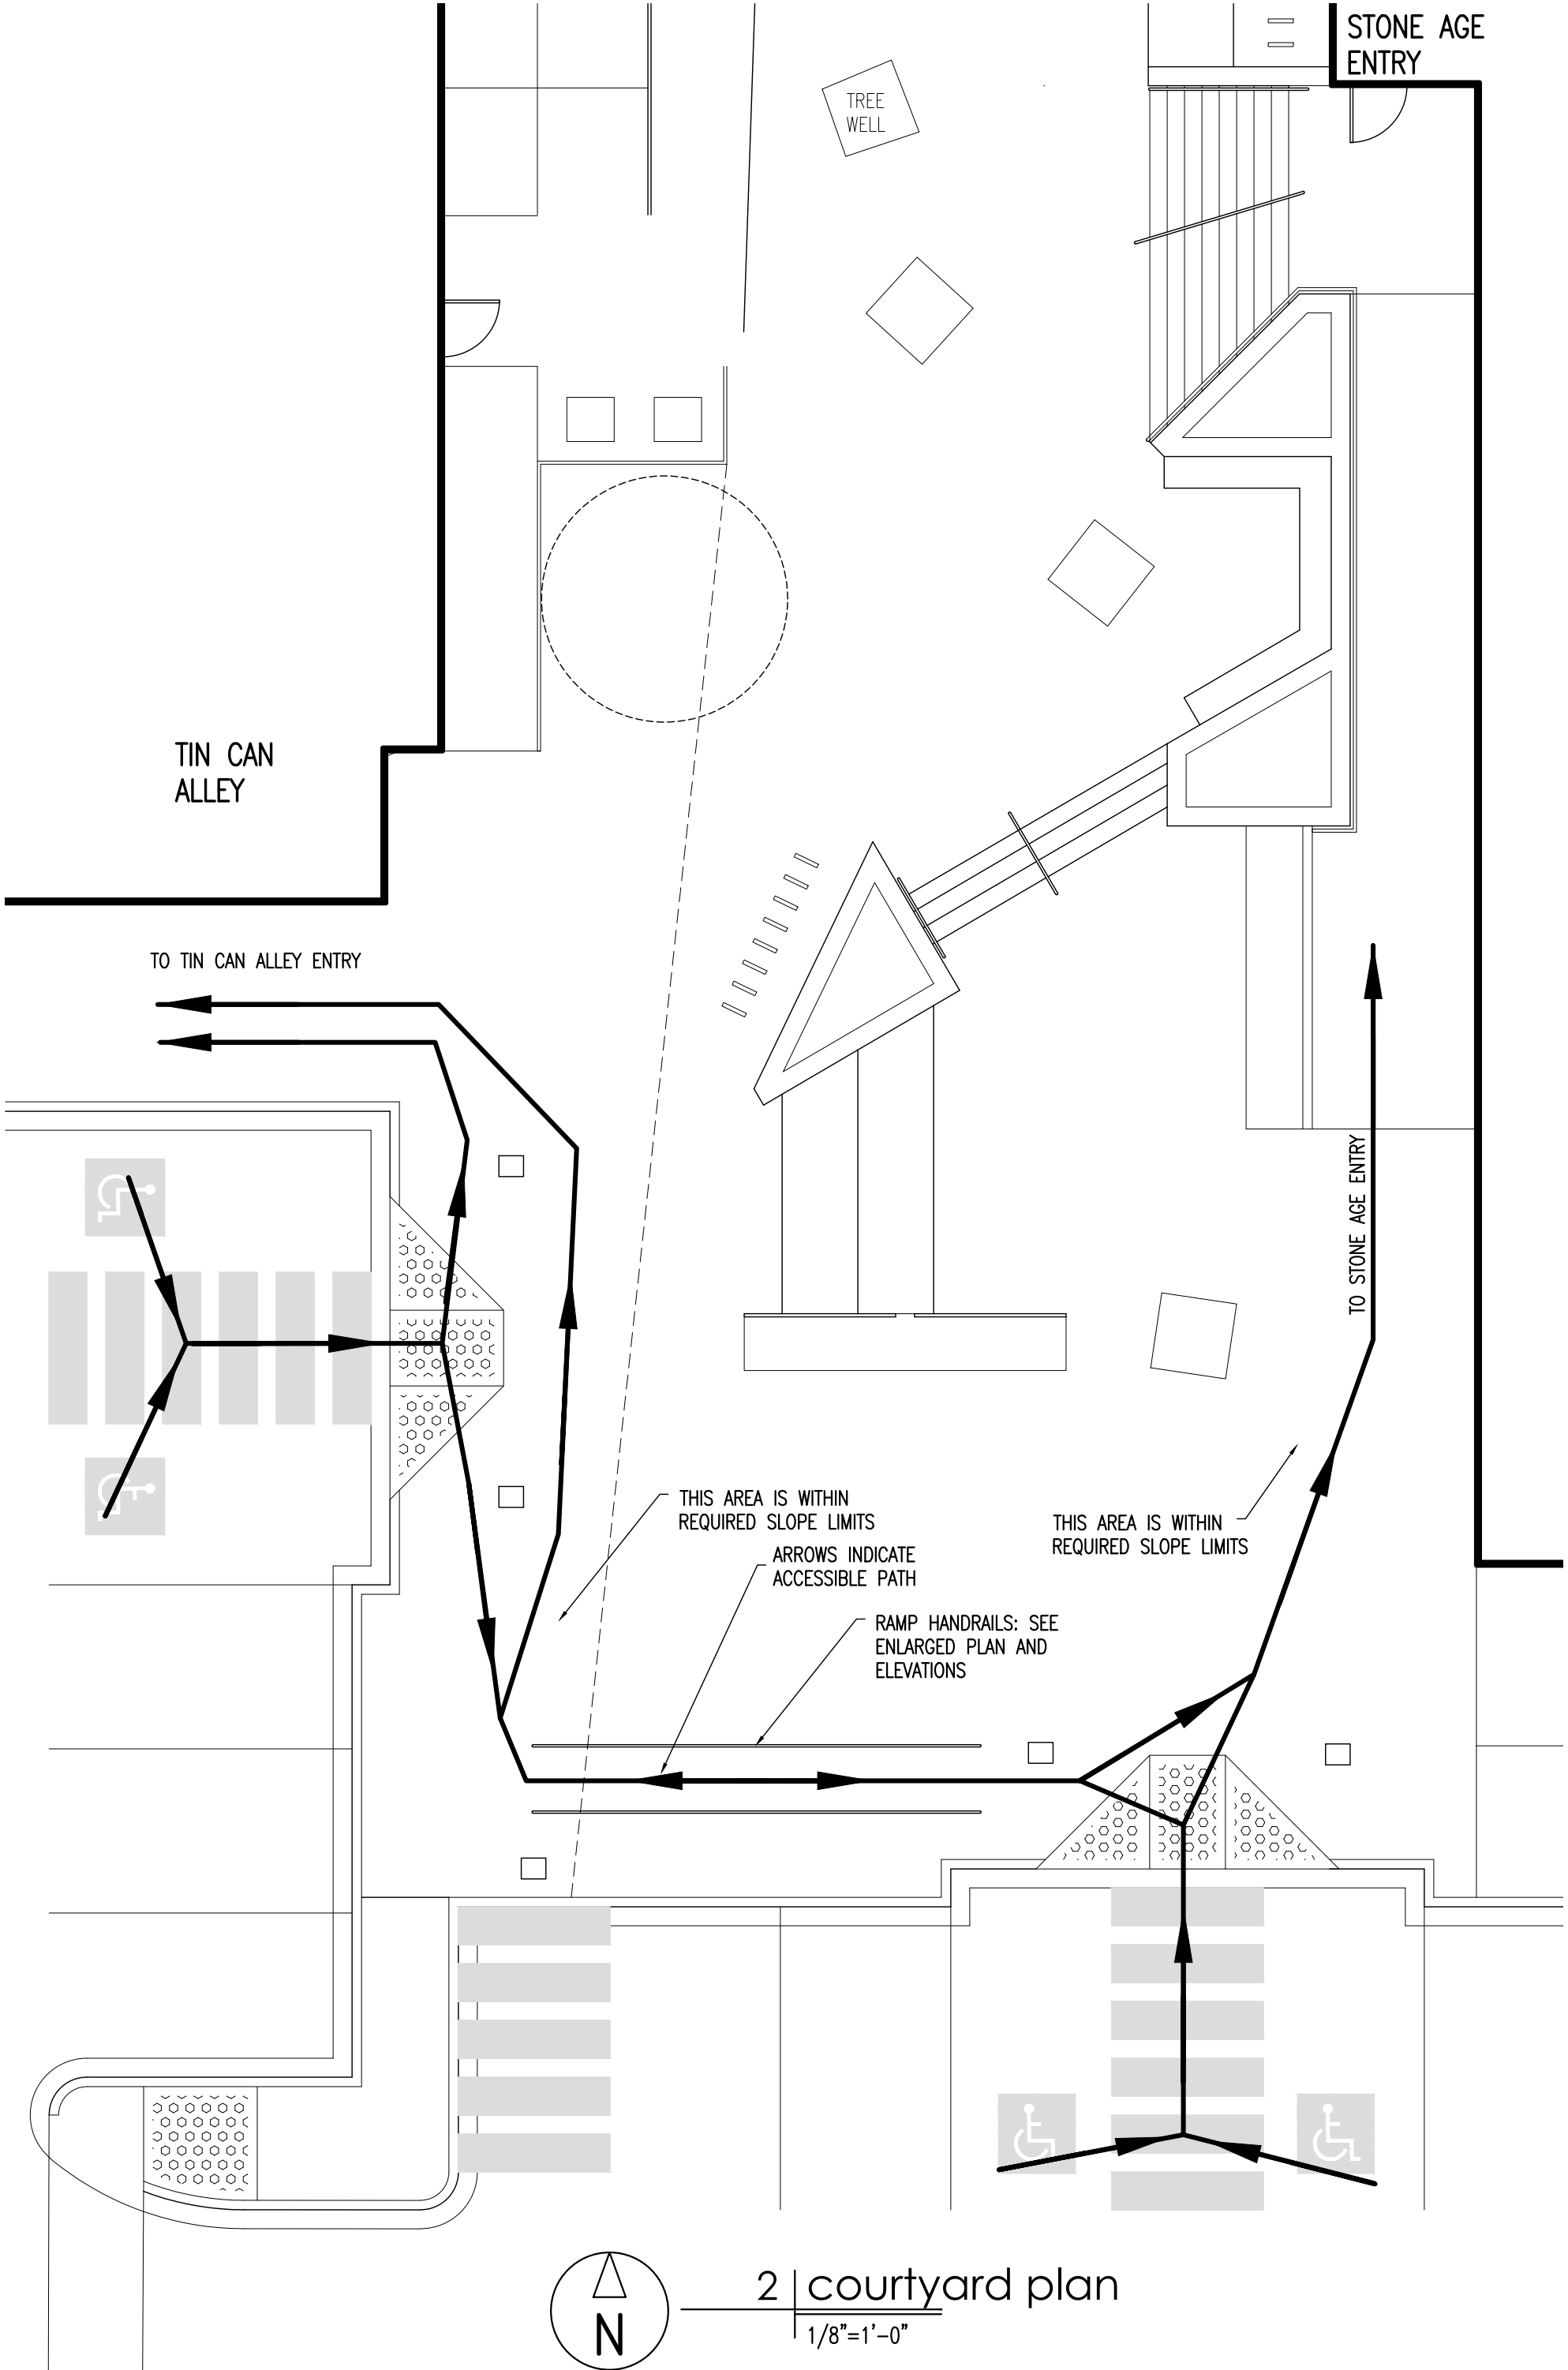 STONE AGE
ENTRY
TREE
WELL
TIN CAN
ALLEY
TO TIN CAN ALLEY ENTRY
TO STONE AGE ENTRY
THIS AREA IS WITHIN
REQUIRED SLOPE LIMITS
THIS AREA IS WITHIN
REQUIRED SLOPE LIMITS
ARROWS INDICATE
ACCESSIBLE PATH
RAMP HANDRAILS: SEE
ENLARGED PLAN AND
ELEVATIONS
2 courtyard plan
1/8"=1'-0"
N